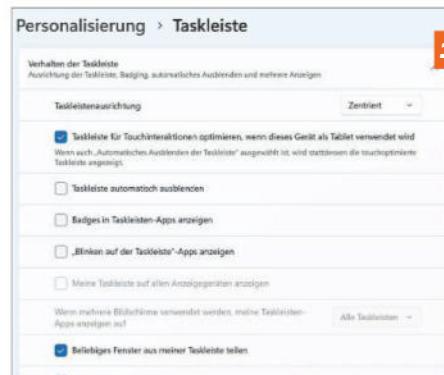 Personalisierung > Taskleiste
Verhalten der Taskleiste
Ausrichtung der Taskleiste, Badging, automatisches Ausblenden und mehrere Anzeigen
Taskleistenausrichtung
Zentriert
Taskleiste für Touchinteraktionen optimieren, wenn dieses Gerät als Tablet verwendet wird
Wenn auch „Automatisches Ausblenden der Taskleiste" ausgewählt ist, wird stattdessen die touchoptimierte
Taskleiste angezeigt.
Taskleiste automatisch ausblenden
Badges in Taskleisten-Apps anzeigen
„Blinken auf der Taskleiste"-Apps anzeigen
Meine Taskleiste auf allen Anzeigegeräten anzeigen
Wenn mehrere Bildschirme verwendet werden, meine Taskleisten-
Apps anzeigen auf
Alle Taskleisten
Beliebiges Fenster aus meiner Taskleiste teilen